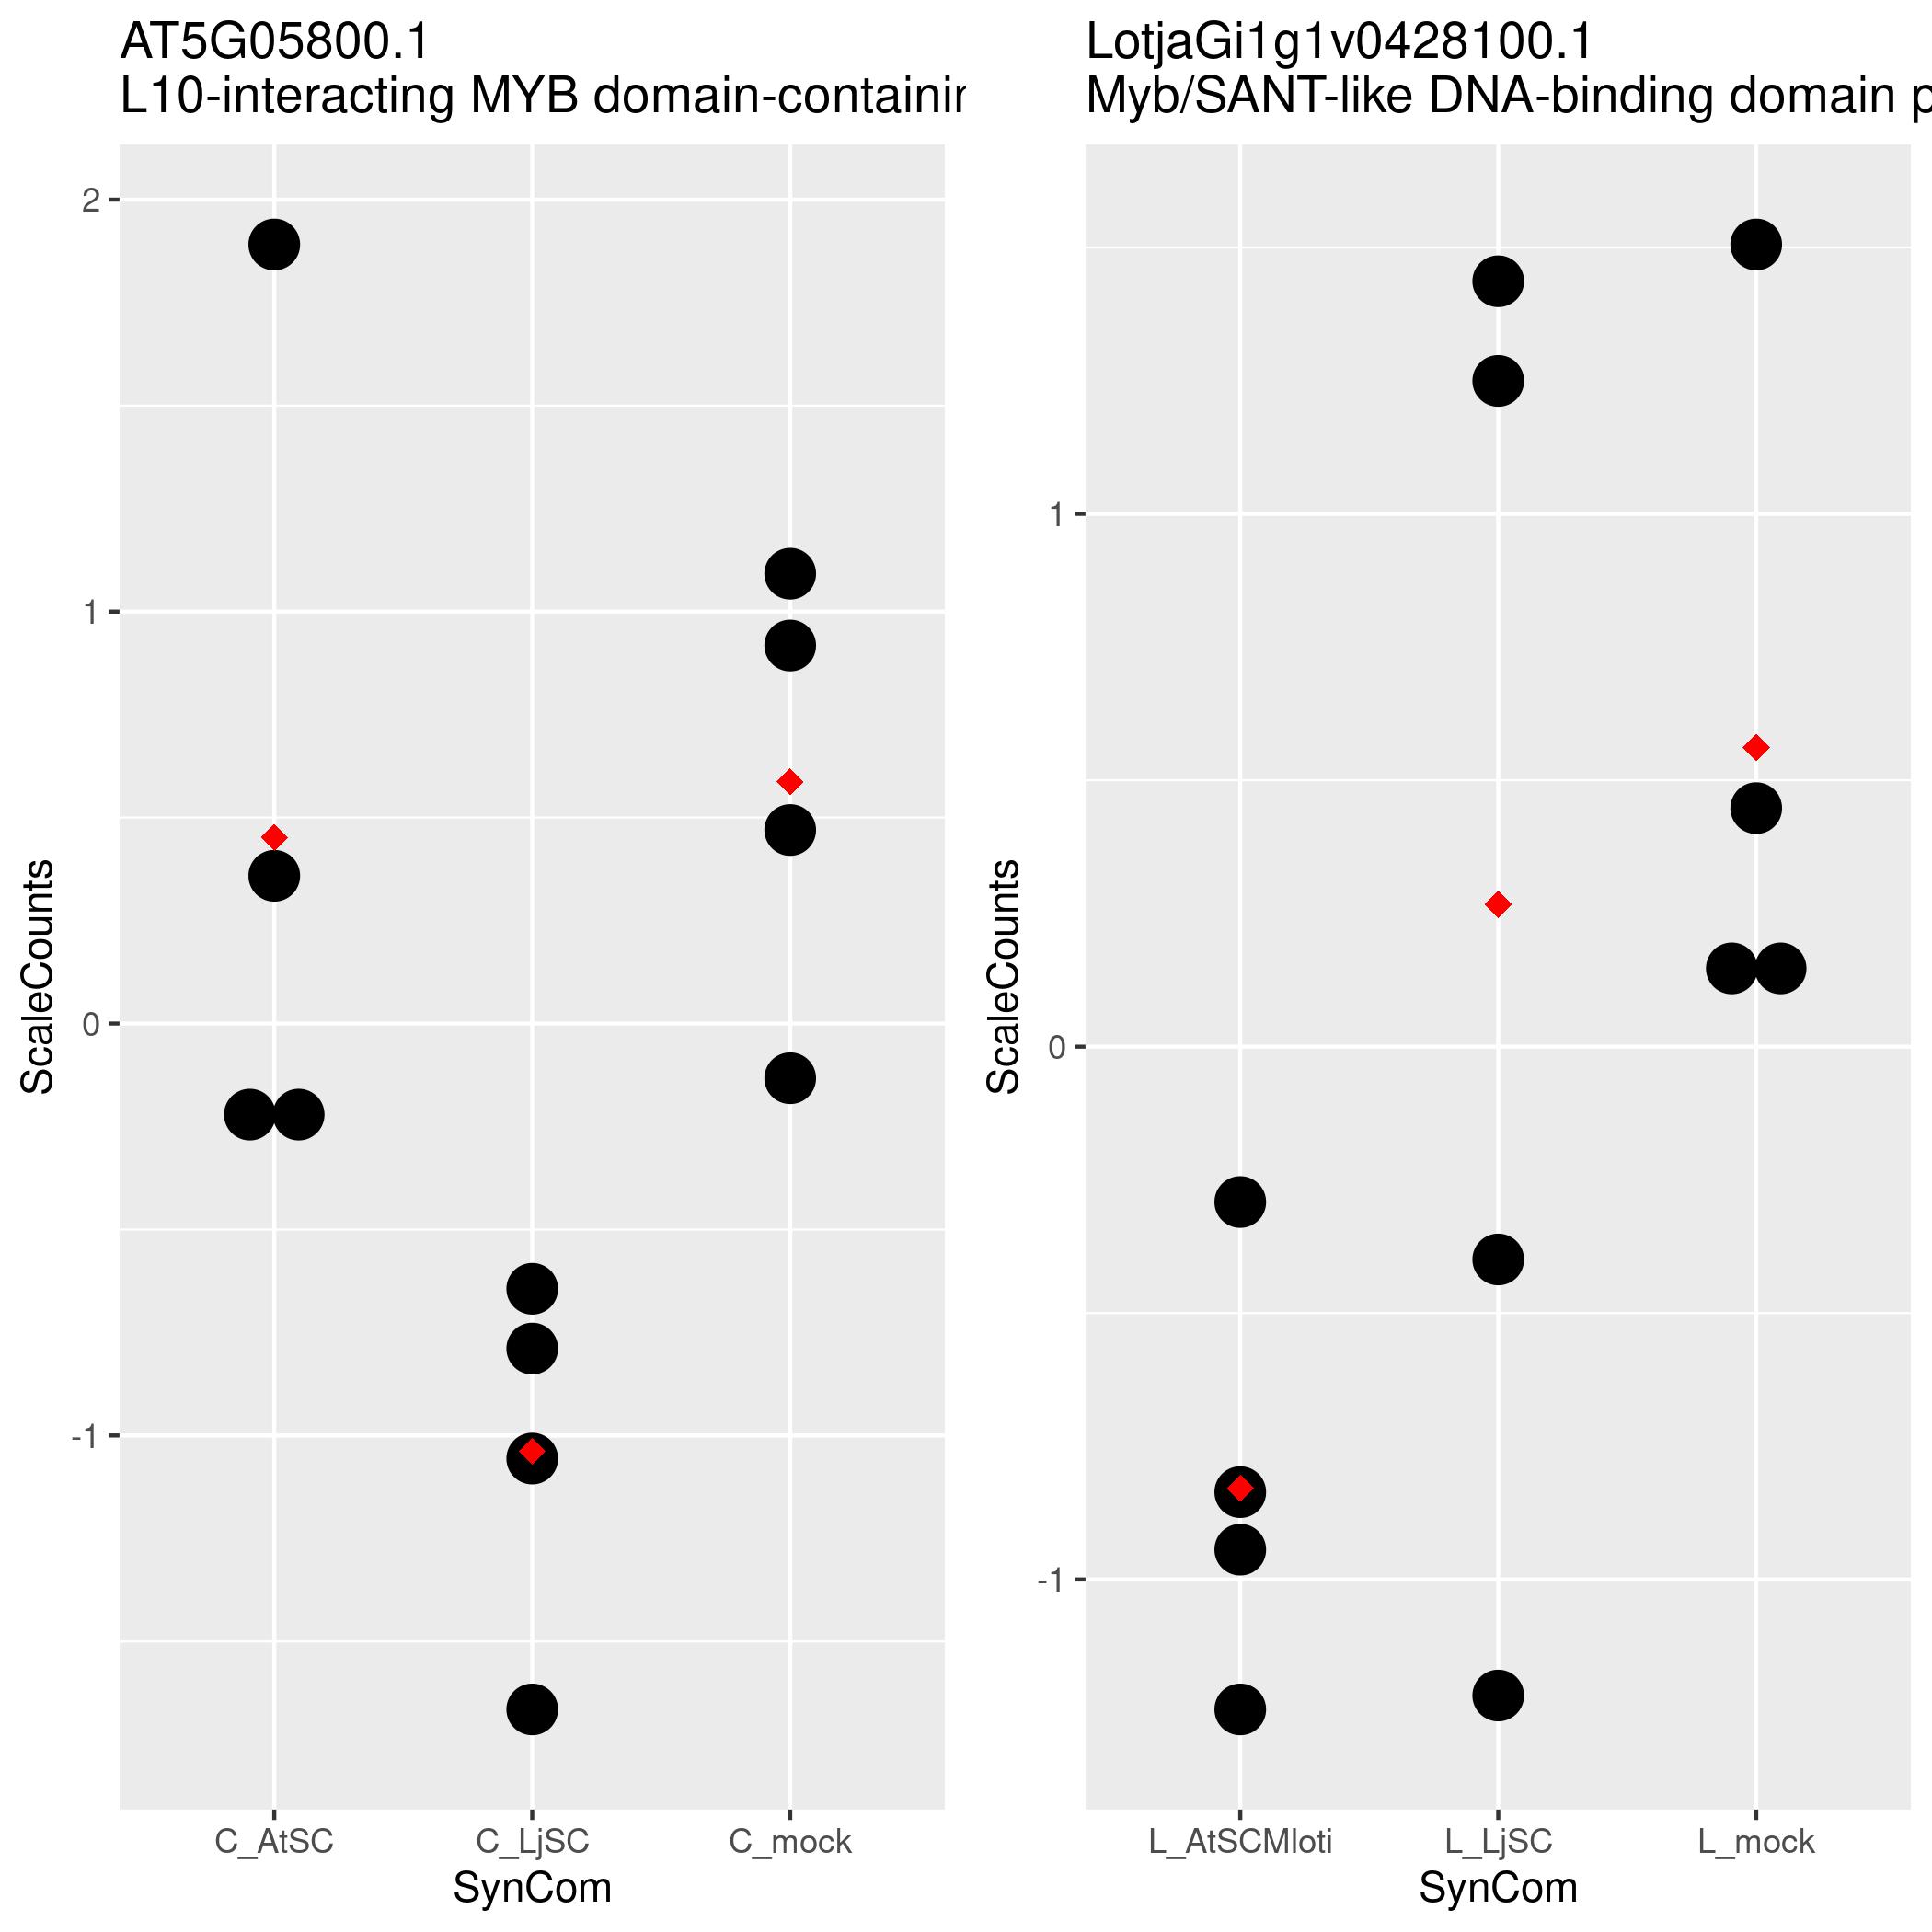 AT5G05800.1
L10-interacting MYB domain-containin
ScaleCounts
2
1
0
-1
C_AtSC C_LjSC C_mock
SynCom
LotjaGi1g1v0428100.1
Myb/SANT-like DNA-binding domain p
ScaleCounts
1
0
-1
L_AtSCMloti L_LjSC L_mock
SynCom